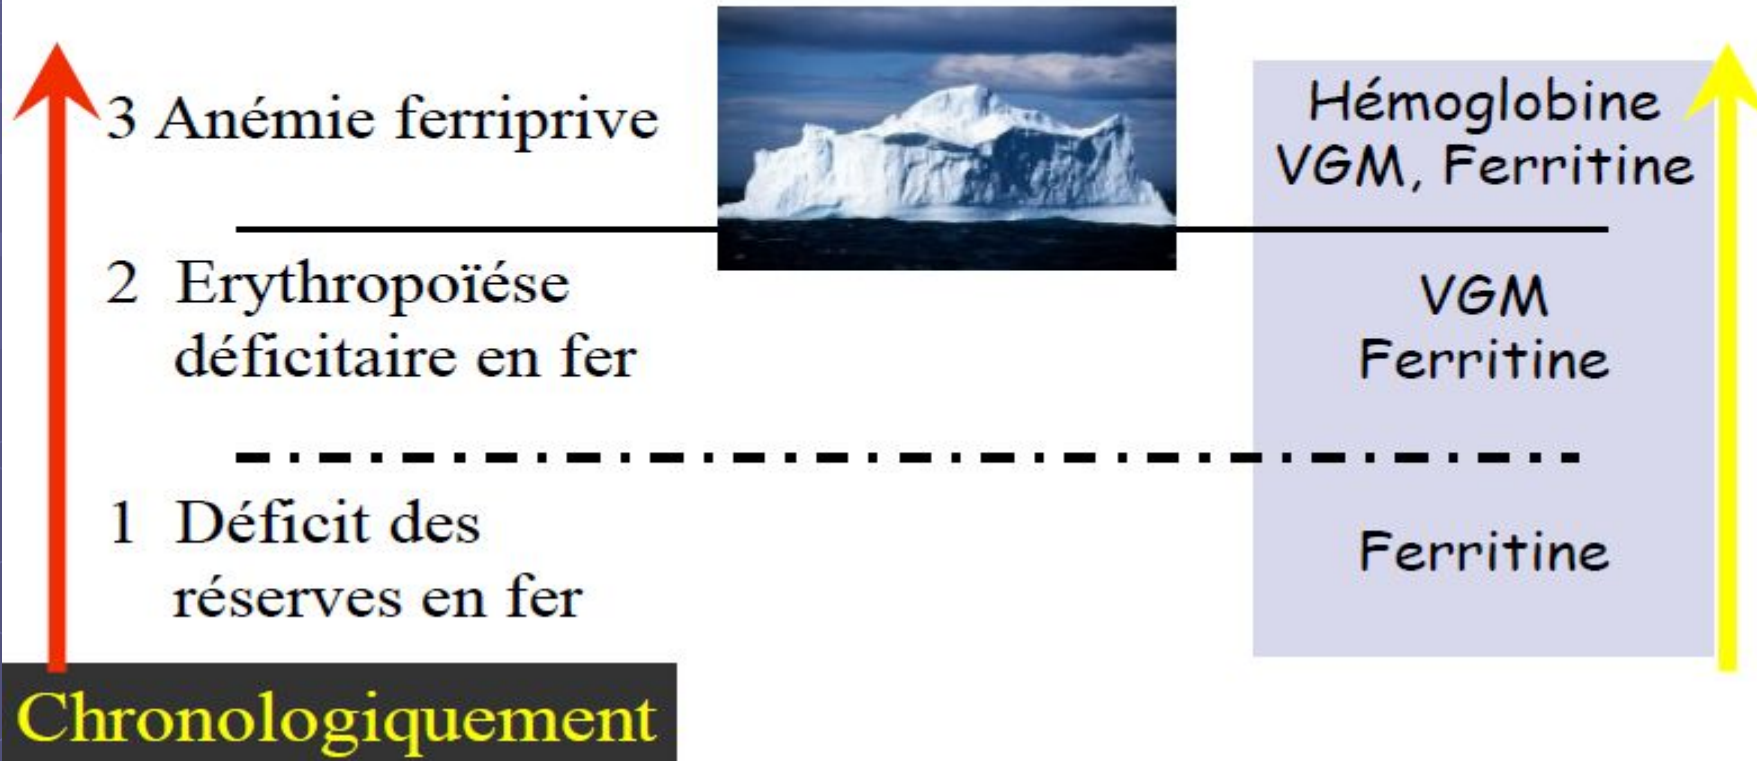 3 Anémie ferriprive
Hémoglobine
VGM, Ferritine
2 Erythropoïése
déficitaire en fer
VGM
Ferritine
1 Déficit des
réserves en fer
Ferritine
Chronologiquement